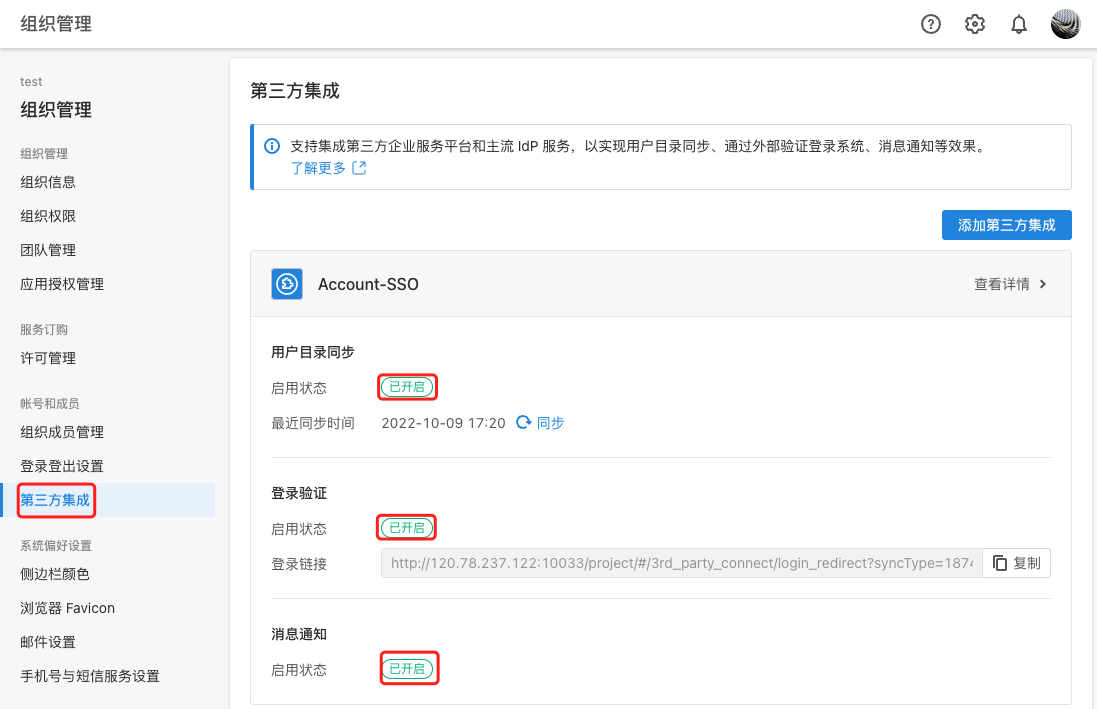 组织管理
test
组织管理
组织管理
组织信息
组织权限
团队管理
应用授权管理
服务订购
许可管理
帐号和成员
组织成员管理
登录登出设置
第三方集成
系统偏好设置
侧边栏颜色
浏览器 Favicon
邮件设置
手机号与短信服务设置
第三方集成
支持集成第三方企业服务平台和主流 IdP 服务，以实现用户目录同步、通过外部验证登录系统、消息通知等效果。
了解更多
添加第三方集成
Account-SSO
查看详情
用户目录同步
启用状态 已开启
最近同步时间 2022-10-09 17:20 同步
登录验证
启用状态 已开启
登录链接 http://120.78.237.122:10033/project/#/3rd_party_connect/login_redirect?syncType=1874 复制
消息通知
启用状态 已开启